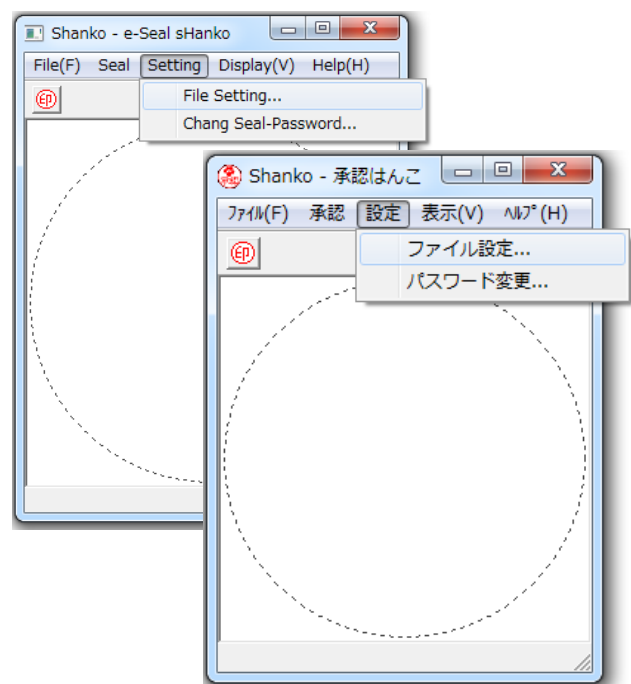 Shanko - e-Seal sHanko
File(F) Seal Setting Display(V) Help(H)
印
File Setting...
Chang Seal-Password...
Shanko - 承認はんこ
ﾌｧｲﾙ(F) 承認 設定 表示(V) ﾍﾙﾌﾟ(H)
印
ファイル設定...
パスワード変更...